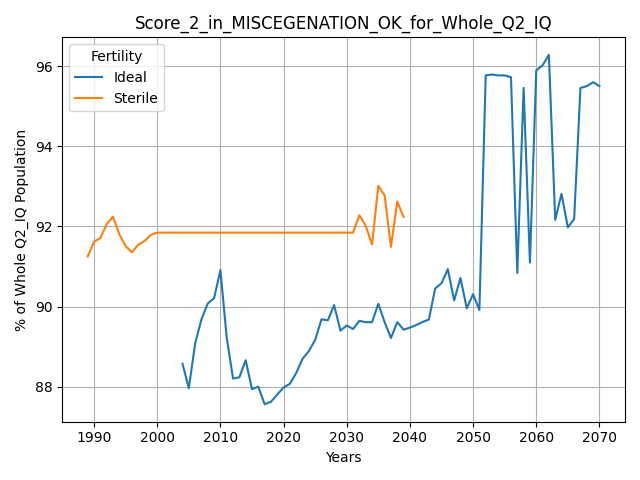 Score_2_in_MISCEGENATION_OK_for_Whole_Q2_IQ
Fertility
Ideal
Sterile
% of Whole Q2_IQ Population
96
94
92
90
88
1990 2000 2010 2020 2030 2040 2050 2060 2070
Years